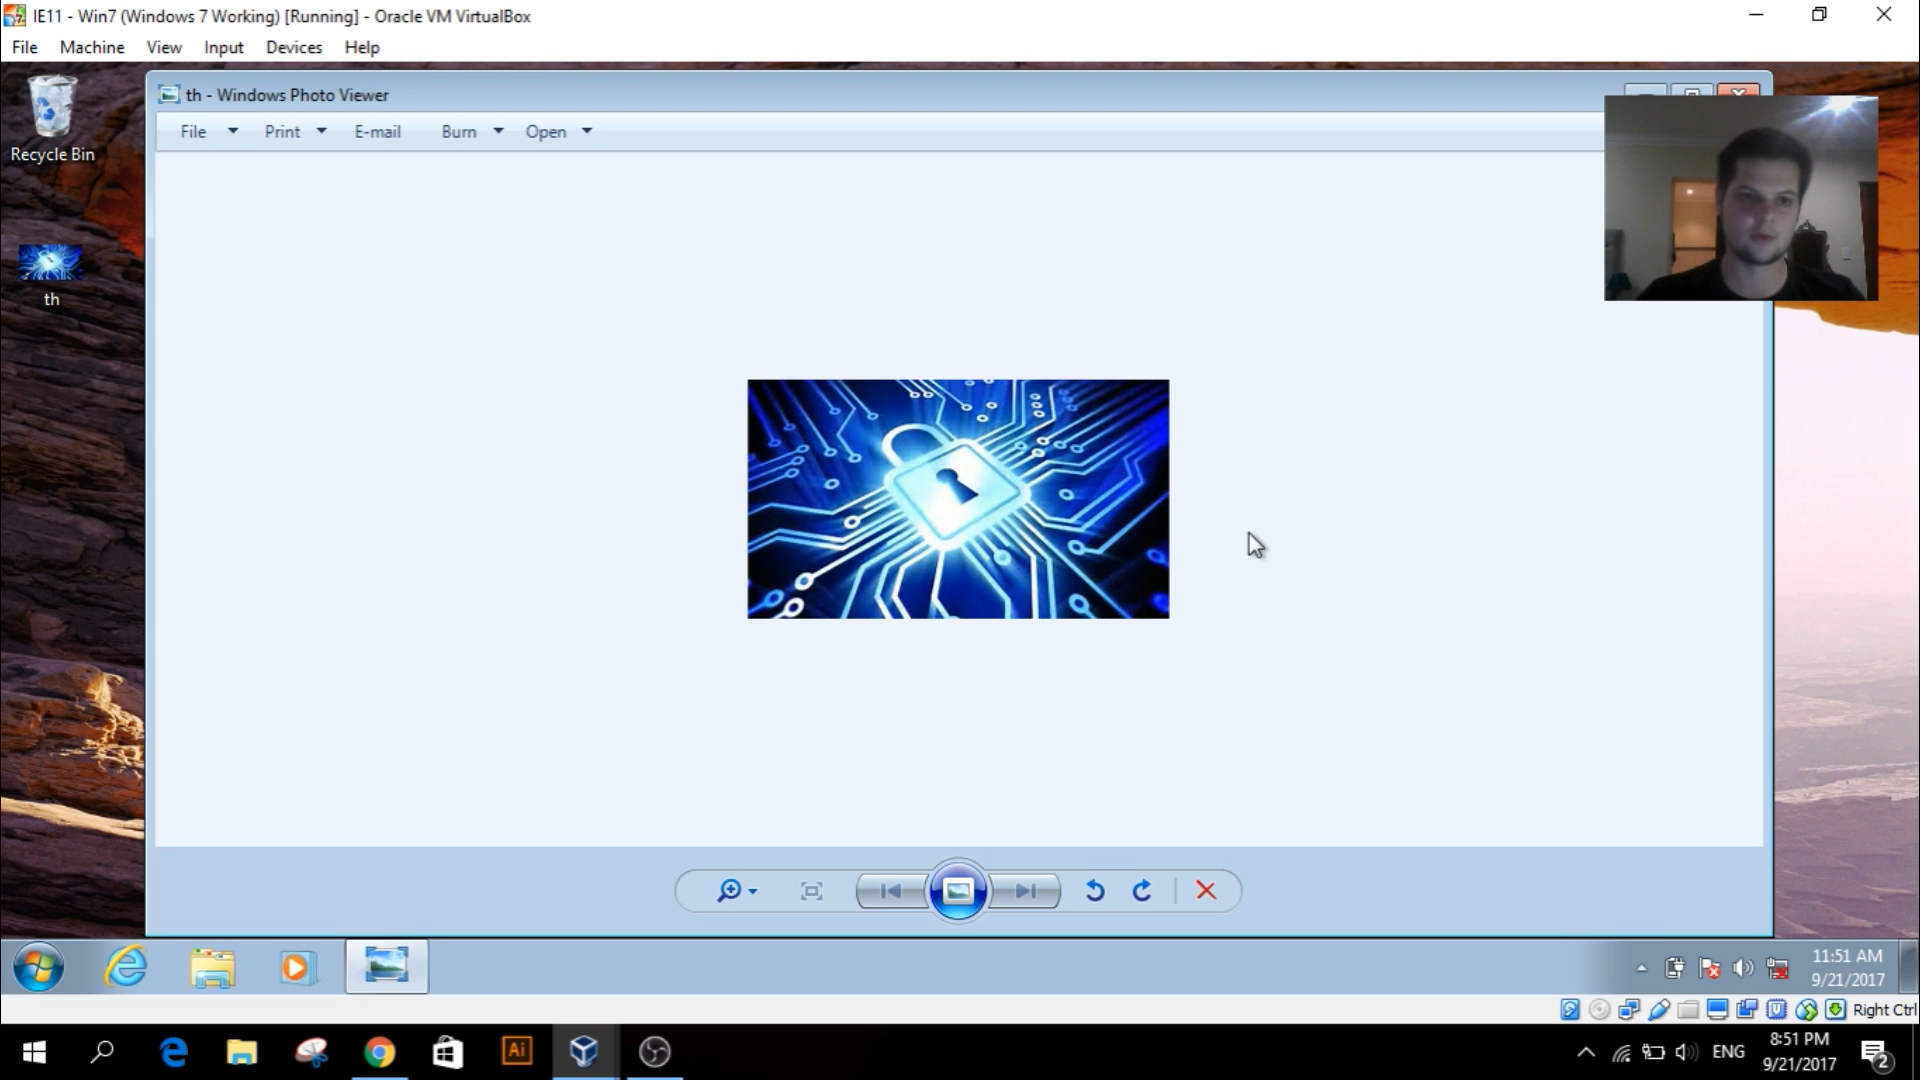 IE11 - Win7 (Windows 7 Working) [Running] - Oracle VM VirtualBox
File Machine View Input Devices Help
Recycle Bin
th - Windows Photo Viewer
File Print E-mail Burn Open
th
11:51 AM
9/21/2017
Right Ctrl
Ai
ENG
8:51 PM
9/21/2017
2